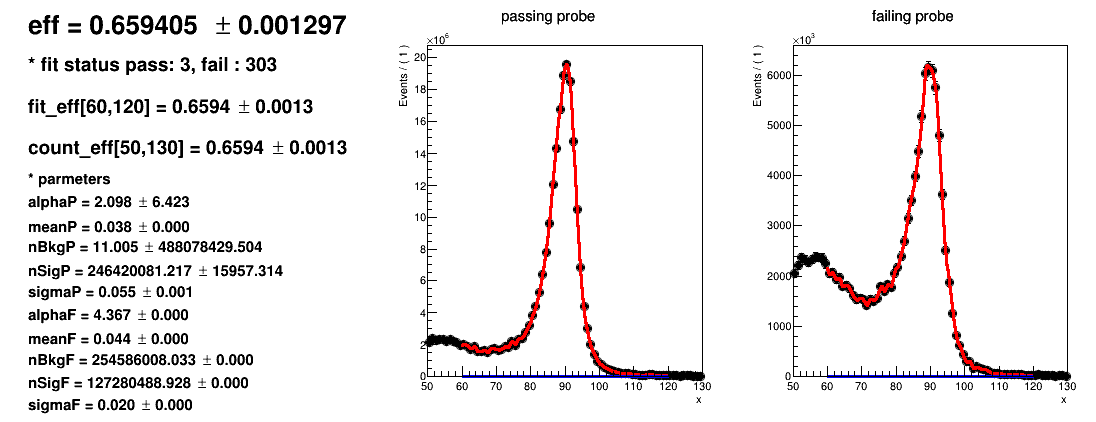 eff = 0.659405 ± 0.001297
* fit status pass: 3, fail : 303
fit_eff[60,120] = 0.6594 ± 0.0013
count_eff[50,130] = 0.6594 ± 0.0013
* parmeters
alphaP = 2.098 ± 6.423
meanP = 0.038 ± 0.000
nBkgP = 11.005 ± 488078429.504
nSigP = 246420081.217 ± 15957.314
sigmaP = 0.055 ± 0.001
alphaF = 4.367 ± 0.000
meanF = 0.044 ± 0.000
nBkgF = 254586008.033 ± 0.000
nSigF = 127280488.928 ± 0.000
sigmaF = 0.020 ± 0.000
passing probe
×10⁶
Events / ( 1 )
20
18
16
14
12
10
8
6
4
2
0
50 60 70 80 90 100 110 120 130
x
failing probe
×10³
Events / ( 1 )
6000
5000
4000
3000
2000
1000
0
50 60 70 80 90 100 110 120 130
x